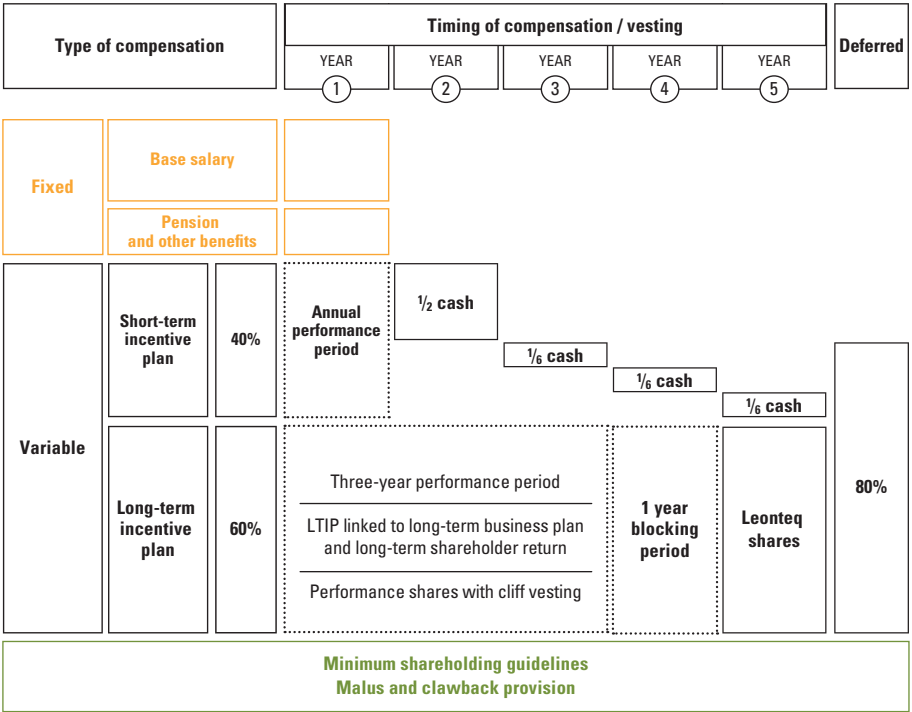 Type of compensation
Timing of compensation / vesting
Deferred
YEAR
1
YEAR
2
YEAR
3
YEAR
4
YEAR
5
Fixed
Base salary
Pension
and other benefits
Variable
Short-term
incentive
plan
40%
Annual
performance
period
1/2 cash
1/6 cash
1/6 cash
1/6 cash
Long-term
incentive
plan
60%
Three-year performance period
LTIP linked to long-term business plan
and long-term shareholder return
Performance shares with cliff vesting
1 year
blocking
period
Leonteq
shares
80%
Minimum shareholding guidelines
Malus and clawback provision